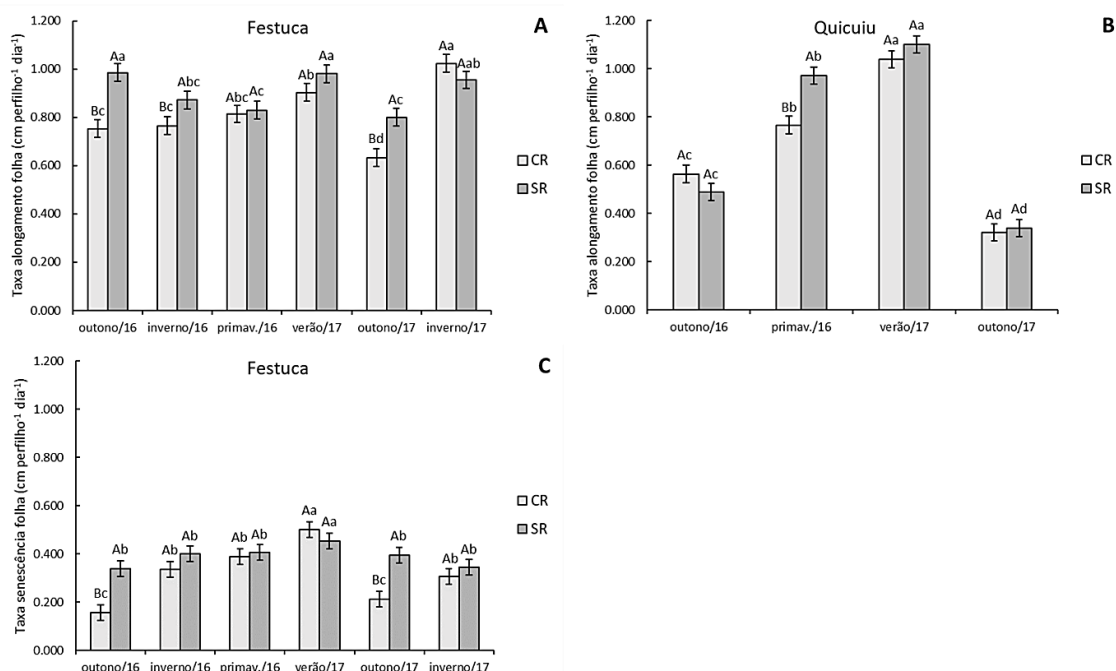 Festuca
A
Taxa alongamento folha (cm perfilho⁻¹ dia⁻¹)
1.200
1.000
0.800
0.600
0.400
0.200
0.000
Bc Aa Bc Abc Abc Ac Ab Aa Bd Ac Aa Aab
outono/16 inverno/16 primav./16 verão/17 outono/17 inverno/17
CR
SR
Quicuiu
B
Taxa alongamento folha (cm perfilho⁻¹ dia⁻¹)
1.200
1.000
0.800
0.600
0.400
0.200
0.000
Ac Ac Bb Ab Aa Aa Ad Ad
outono/16 primav./16 verão/17 outono/17
CR
SR
Festuca
C
Taxa senescência folha (cm perfilho⁻¹ dia⁻¹)
1.200
1.000
0.800
0.600
0.400
0.200
0.000
Bc Ab Ab Ab Ab Ab Aa Aa Bc Ab Ab Ab
outono/16 inverno/16 primav./16 verão/17 outono/17 inverno/17
CR
SR